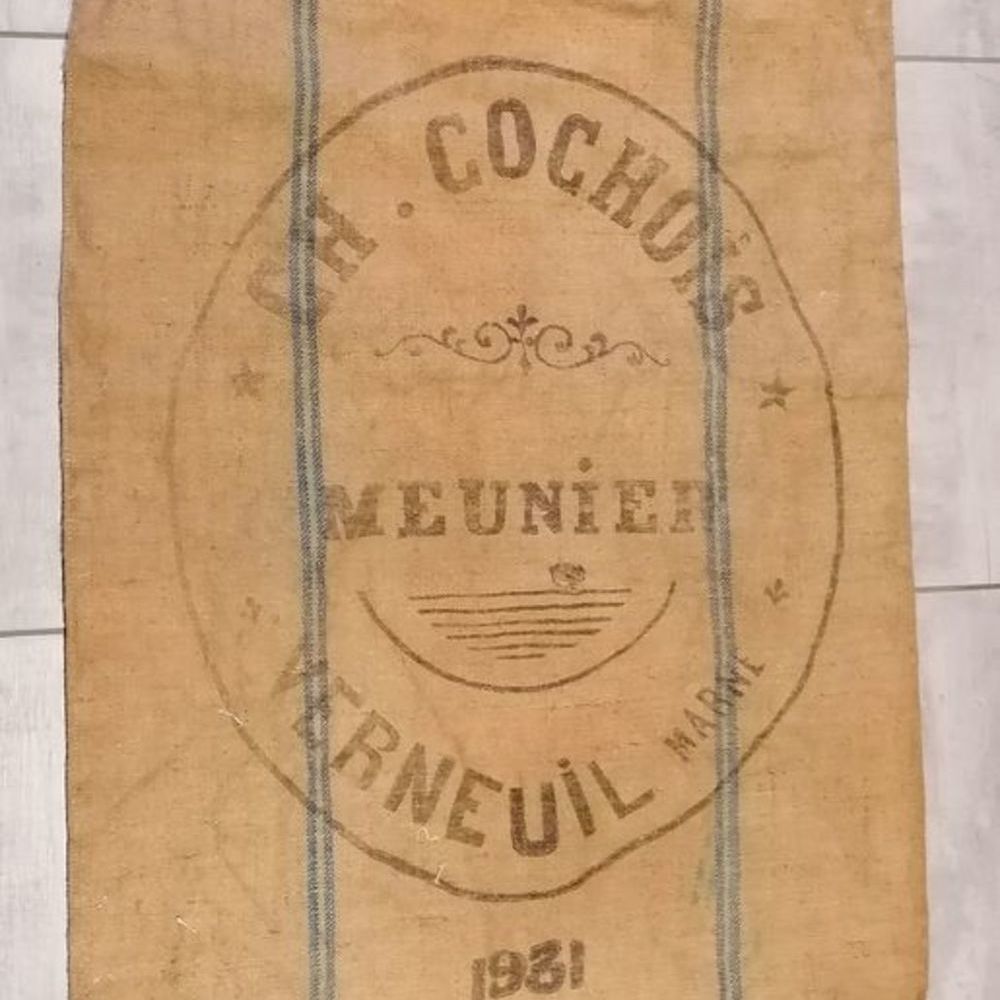 CH. COCHOIS
MEUNIER
VERNEUIL MARNE
1931